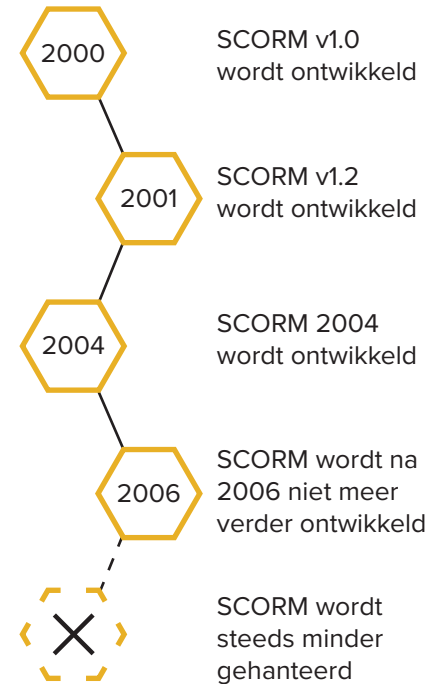 2000
SCORM v1.0
wordt ontwikkeld
2001
SCORM v1.2
wordt ontwikkeld
2004
SCORM 2004
wordt ontwikkeld
2006
SCORM wordt na
2006 niet meer
verder ontwikkeld
SCORM wordt
steeds minder
gehanteerd